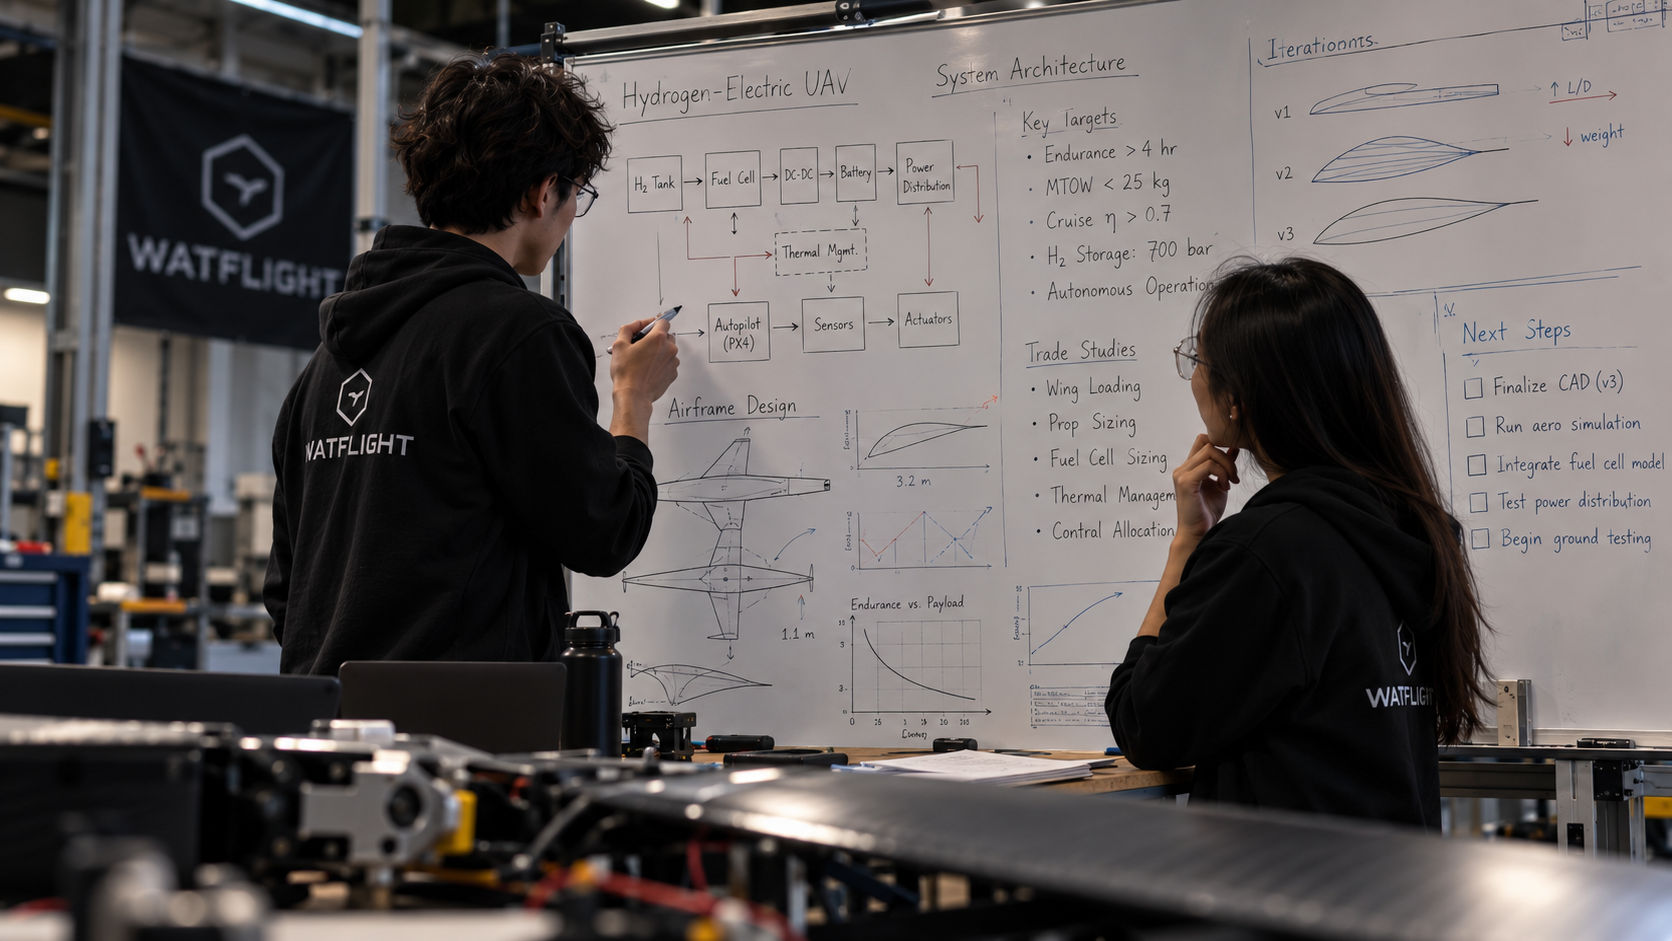 WATFLIGHT
WATFLIGHT
Hydrogen-Electric UAV
H₂ Tank
Fuel Cell
DC-DC
Battery
Power
Distribution
Thermal Mgmt.
Autopilot
(PX4)
Sensors
Actuators
Airframe Design
3.2 m
1.1 m
Endurance vs. Payload
System Architecture
Key Targets
• Endurance > 4 hr
• MTOW < 25 kg
• Cruise η > 0.7
• H₂ Storage: 700 bar
• Autonomous Operation
Trade Studies
• Wing Loading
• Prop Sizing
• Fuel Cell Sizing
• Thermal Managem
• Control Allocation
Iterationnts.
v1
↑ L/D
↓ weight
v2
v3
Next Steps
Finalize CAD (v3)
Run aero simulation
Integrate fuel cell model
Test power distribution
Begin ground testing
WATFLIGHT